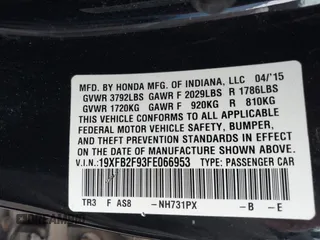 MFD. BY HONDA MFG. OF INDIANA, LLC 04/'15
GVWR 3792LBS GAWR F 2029LBS R 1786LBS
GVWR 1720KG GAWR F 920KG R 810KG
THIS VEHICLE CONFORMS TO ALL APPLICABLE
FEDERAL MOTOR VEHICLE SAFETY, BUMPER,
AND THEFT PREVENTION STANDARDS IN EFFECT
ON THE DATE OF MANUFACTURE SHOWN ABOVE.
V.I.N: 19XFB2F93FE066953 TYPE: PASSENGER CAR
TR3 F AS8 -NH731PX -B -E